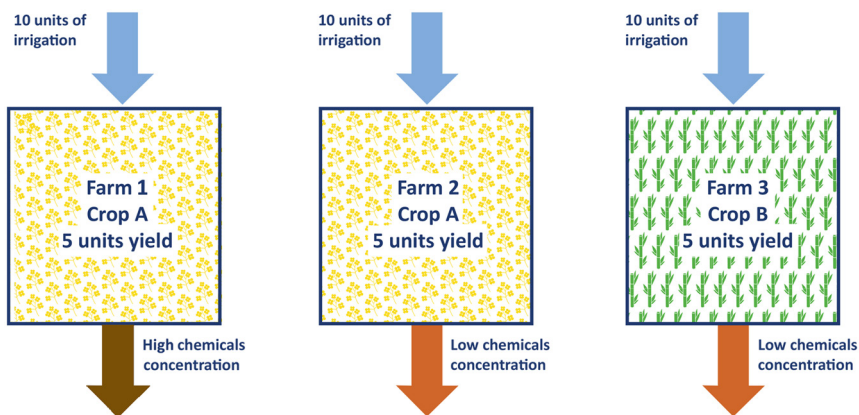 10 units of
irrigation
Farm 1
Crop A
5 units yield
High chemicals
concentration
10 units of
irrigation
Farm 2
Crop A
5 units yield
Low chemicals
concentration
10 units of
irrigation
Farm 3
Crop B
5 units yield
Low chemicals
concentration